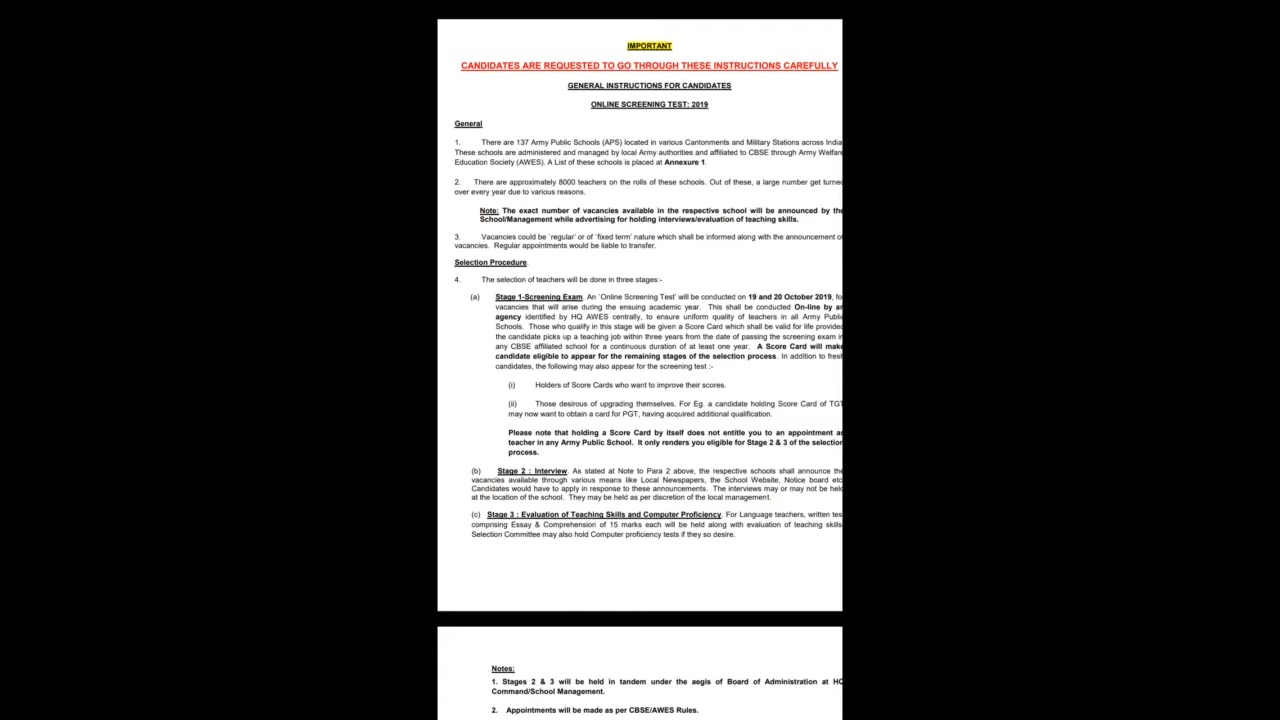 IMPORTANT
CANDIDATES ARE REQUESTED TO GO THROUGH THESE INSTRUCTIONS CAREFULLY
GENERAL INSTRUCTIONS FOR CANDIDATES
ONLINE SCREENING TEST: 2019
General
1. There are 137 Army Public Schools (APS) located in various Cantonments and Military Stations across India
These schools are administered and managed by local Army authorities and affiliated to CBSE through Army Welfare
Education Society (AWES). A List of these schools is placed at Annexure 1.
2. There are approximately 8000 teachers on the rolls of these schools. Out of these, a large number get turned
over every year due to various reasons.
Note: The exact number of vacancies available in the respective school will be announced by the
School/Management while advertising for holding interviews/evaluation of teaching skills.
3. Vacancies could be `regular' or of `fixed term' nature which shall be informed along with the announcement of
vacancies. Regular appointments would be liable to transfer.
Selection Procedure.
4. The selection of teachers will be done in three stages:-
(a) Stage 1-Screening Exam. An `Online Screening Test' will be conducted on 19 and 20 October 2019, fo
vacancies that will arise during the ensuing academic year. This shall be conducted On-line by an
agency identified by HQ AWES centrally, to ensure uniform quality of teachers in all Army Public
Schools. Those who qualify in this stage will be given a Score Card which shall be valid for life provided
the candidate picks up a teaching job within three years from the date of passing the screening exam in
any CBSE affiliated school for a continuous duration of at least one year. A Score Card will make
candidate eligible to appear for the remaining stages of the selection process. In addition to fresh
candidates, the following may also appear for the screening test :-
(i) Holders of Score Cards who want to improve their scores.
(ii) Those desirous of upgrading themselves. For Eg. a candidate holding Score Card of TGT
may now want to obtain a card for PGT, having acquired additional qualification.
Please note that holding a Score Card by itself does not entitle you to an appointment as
teacher in any Army Public School. It only renders you eligible for Stage 2 & 3 of the selection
process.
(b) Stage 2 : Interview. As stated at Note to Para 2 above, the respective schools shall announce the
vacancies available through various means like Local Newspapers, the School Website, Notice board etc
Candidates would have to apply in response to these announcements. The interviews may or may not be held
at the location of the school. They may be held as per discretion of the local management.
(c) Stage 3 : Evaluation of Teaching Skills and Computer Proficiency. For Language teachers, written tes
comprising Essay & Comprehension of 15 marks each will be held along with evaluation of teaching skills
Selection Committee may also hold Computer proficiency tests if they so desire.
Notes:
1. Stages 2 & 3 will be held in tandem under the aegis of Board of Administration at HQ
Command/School Management.
2. Appointments will be made as per CBSE/AWES Rules.